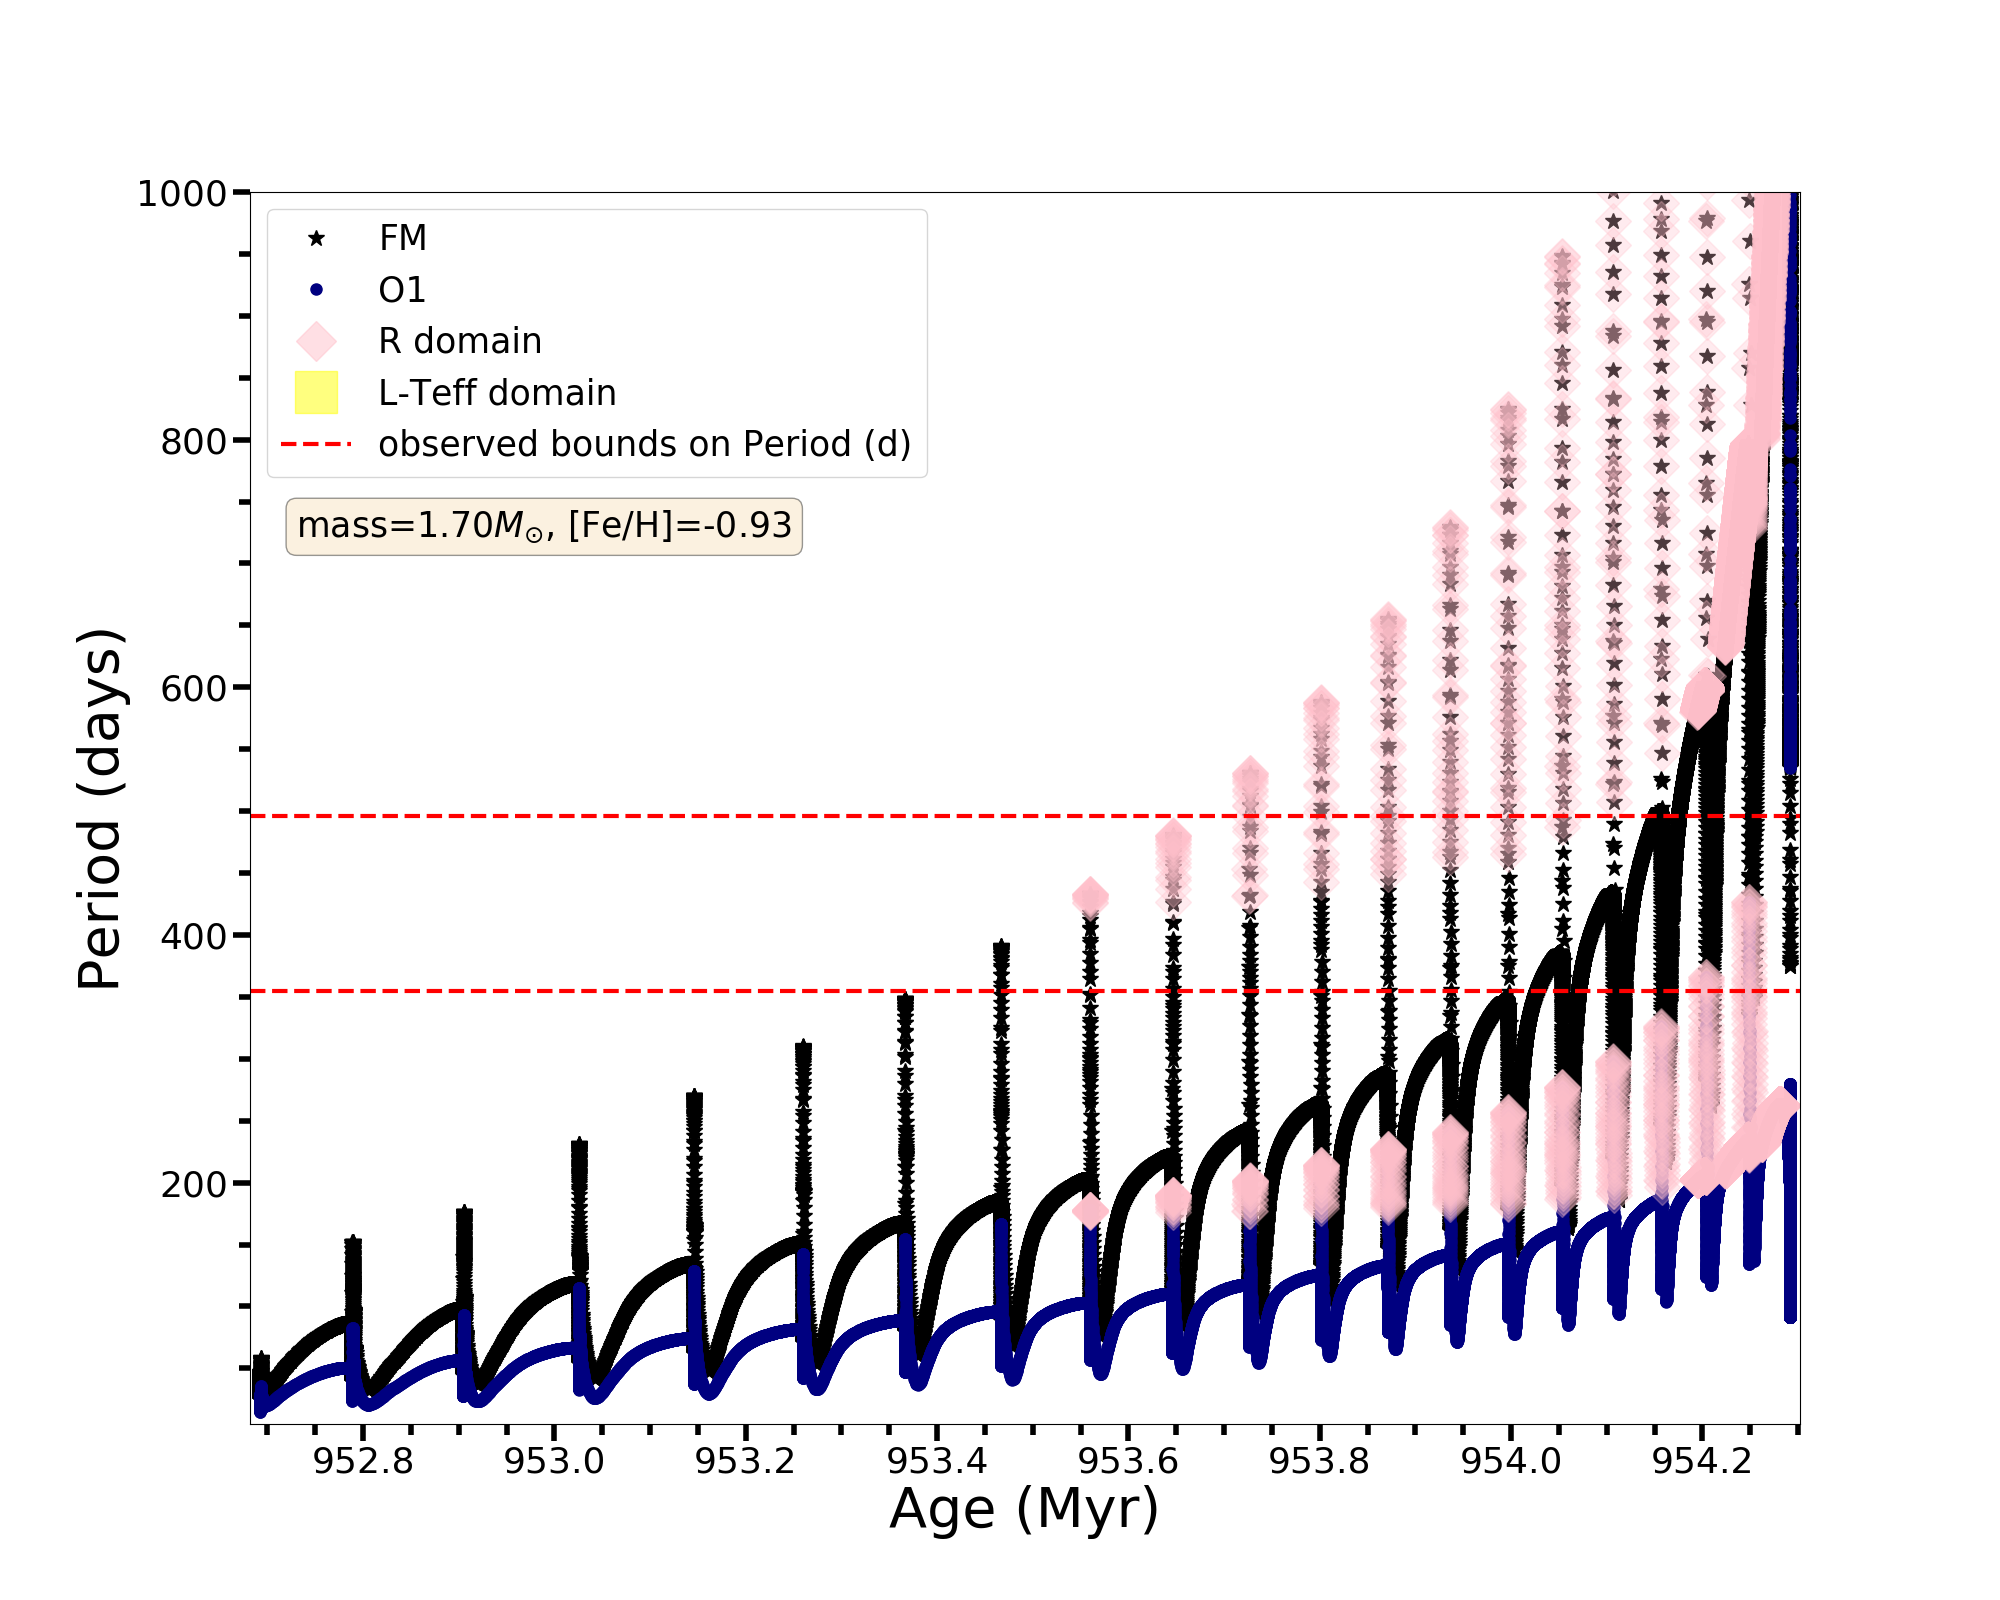 1000
800
600
400
200
Period (days)
FM
O1
R domain
L-Teff domain
observed bounds on Period (d)
mass=1.70M⊙, [Fe/H]=-0.93
952.8 953.0 953.2 953.4 953.6 953.8 954.0 954.2
Age (Myr)